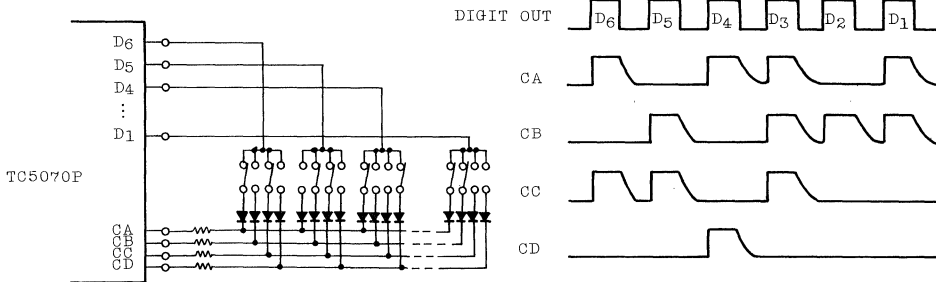 DIGIT OUT D6 D5 D4 D3 D2 D1
D6
D5
D4
⋮
D1
TC5070P
CA
CB
CC
CD
CA
CB
CC
CD